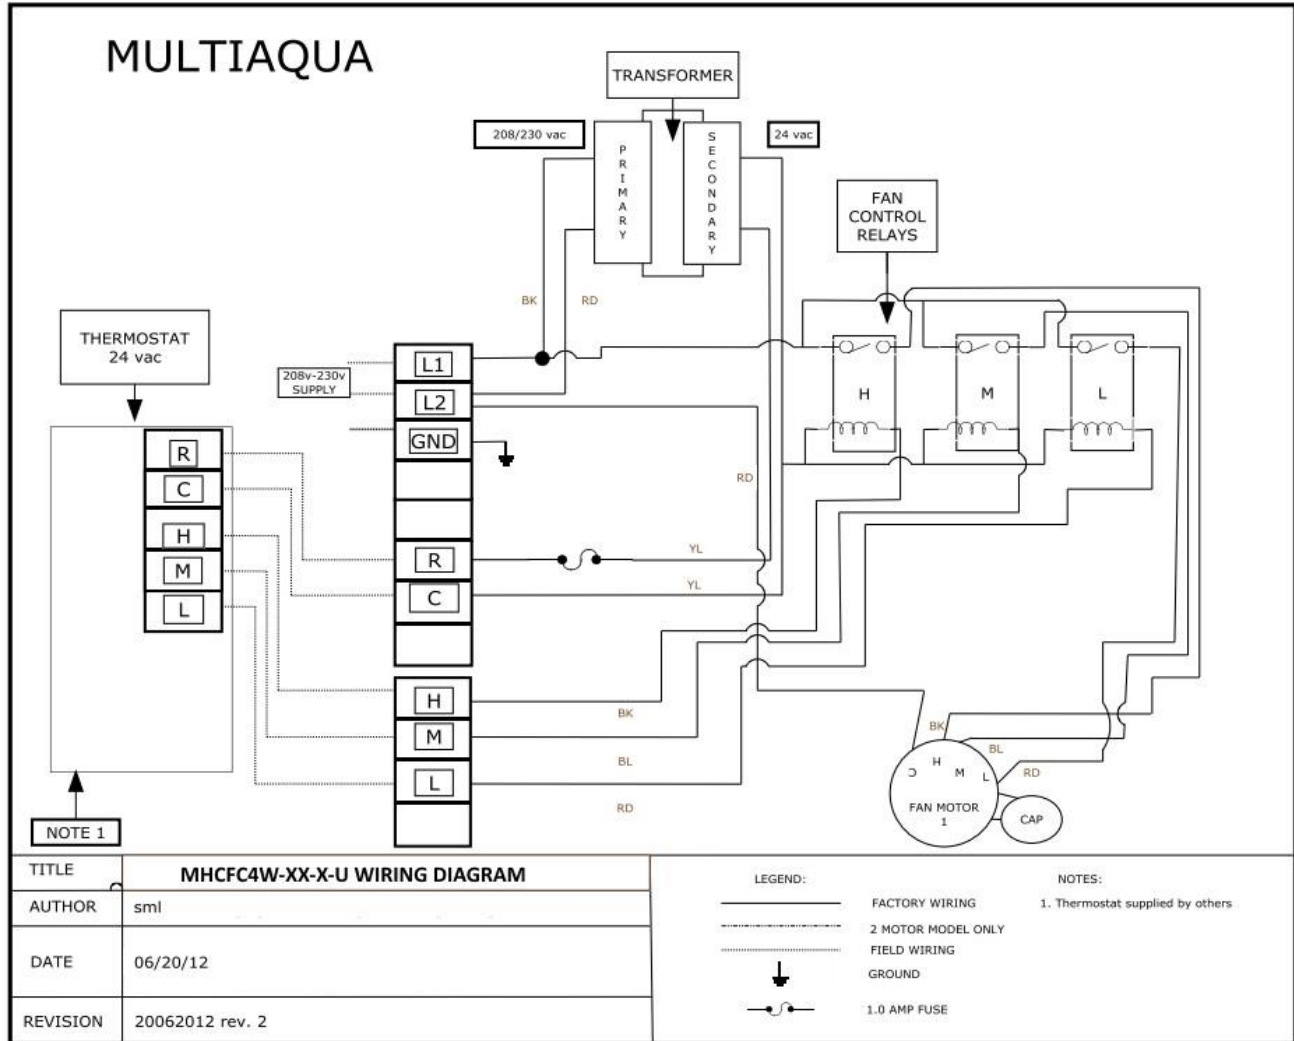 MULTIAQUA
TRANSFORMER
208/230 vac
PRIMARY
SECONDARY
24 vac
FAN
CONTROL
RELAYS
BK
RD
THERMOSTAT
24 vac
208v-230v
SUPPLY
L1
L2
GND
R
C
H
M
L
R
C
H
M
L
H
M
L
RD
YL
YL
BK
BL
RD
BK
BL
RD
C
H
M
L
FAN MOTOR
1
CAP
NOTE 1
TITLE
MHCFC4W-XX-X-U WIRING DIAGRAM
AUTHOR
sml
DATE
06/20/12
REVISION
20062012 rev. 2
LEGEND:
FACTORY WIRING
2 MOTOR MODEL ONLY
FIELD WIRING
GROUND
1.0 AMP FUSE
NOTES:
1. Thermostat supplied by others